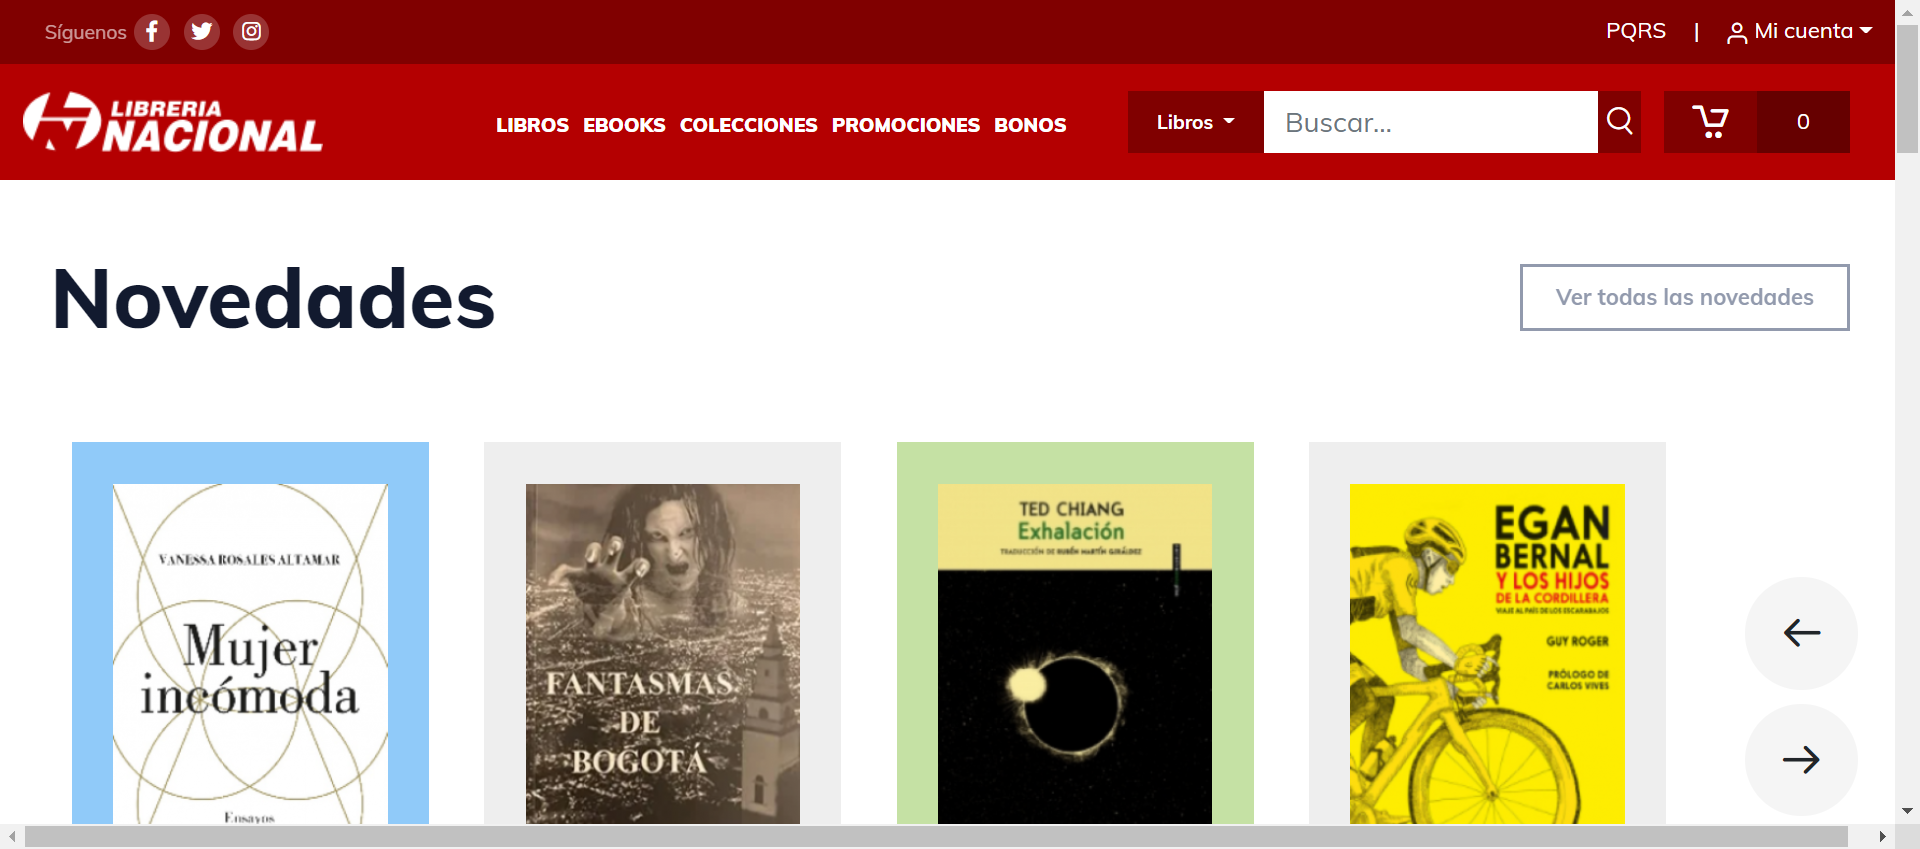 Síguenos
PQRS | Mi cuenta
LIBRERIA
NACIONAL
LIBROS EBOOKS COLECCIONES PROMOCIONES BONOS
Libros
Buscar...
0
Novedades
Ver todas las novedades
VANESSA ROSALES ALTAMAR
Mujer
incómoda
Ensayos
FANTASMAS
DE
BOGOTÁ
TED CHIANG
Exhalación
TRADUCCIÓN DE RUBÉN MARTÍN GIRÁLDEZ
EGAN
BERNAL
Y LOS HIJOS
DE LA CORDILLERA
VIAJE AL PAÍS DE LOS ESCARABAJOS
GUY ROGER
PRÓLOGO DE
CARLOS VIVES